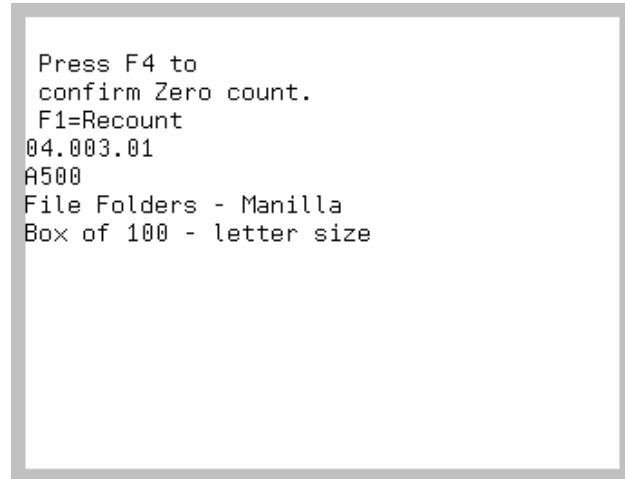 Press F4 to
confirm Zero count.
F1=Recount
04.003.01
A500
File Folders - Manilla
Box of 100 - letter size